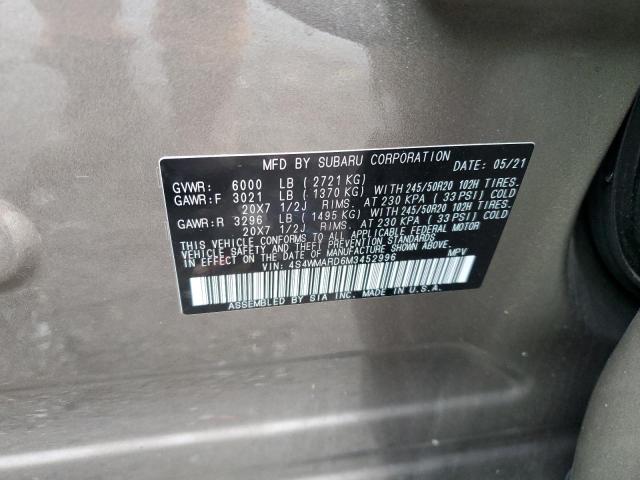 MFD BY SUBARU CORPORATION DATE: 05/21
GVWR: 6000 LB ( 2721 KG)
GAWR:F 3021 LB ( 1370 KG) WITH 245/50R20 102H TIRES.
20X7 1/2J RIMS. AT 230 KPA ( 33 PSI) COLD
GAWR:R 3296 LB ( 1495 KG) WITH 245/50R20 102H TIRES.
20X7 1/2J RIMS. AT 230 KPA ( 33 PSI) COLD
THIS VEHICLE CONFORMS TO ALL APPLICABLE FEDERAL MOTOR
VEHICLE SAFETY AND THEFT PREVENTION STANDARDS
IN EFFECT ON THE DATE OF MANUFACTURE SHOWN ABOVE.
VIN: 4S4WMARD6M3452996 MPV
ASSEMBLED BY SIA INC. MADE IN U.S.A.